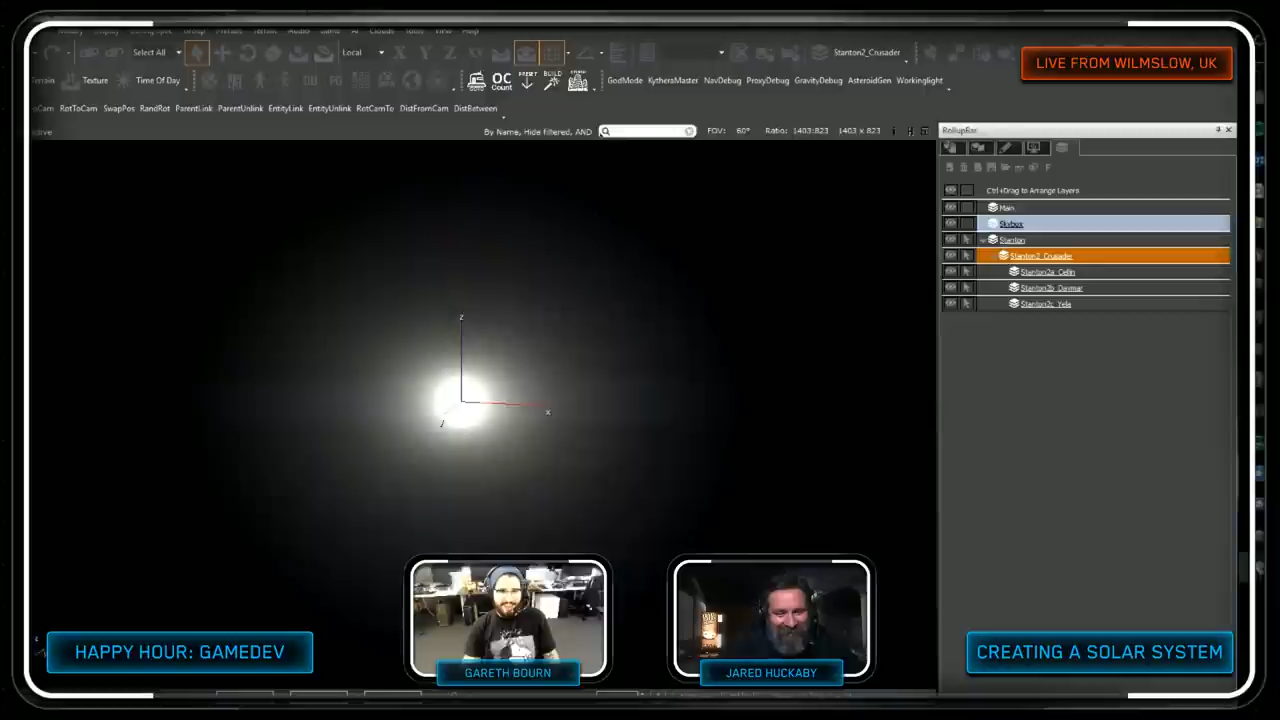 Select All
Local
X Y Z
Stanton2_Crusader
LIVE FROM WILMSLOW, UK
Texture
Time Of Day
OC
Count
BUILD
GodMode KytheraMaster NavDebug ProxyDebug GravityDebug AsteroidGen Workinglight
RotToCam SwapPos RandRot ParentLink ParentUnlink EntityLink EntityUnlink RotCamTo DistFromCam DistBetween
By Name, Hide filtered, AND
FOV: 60° Ratio: 1403:823 1403 x 823
RollupBar
Ctrl+Drag to Arrange Layers
Main
Skybox
Stanton
Stanton2_Crusader
Stanton2a_Cellin
Stanton2b_Daymar
Stanton2c_Yela
z
x
HAPPY HOUR: GAMEDEV
GARETH BOURN
JARED HUCKABY
CREATING A SOLAR SYSTEM